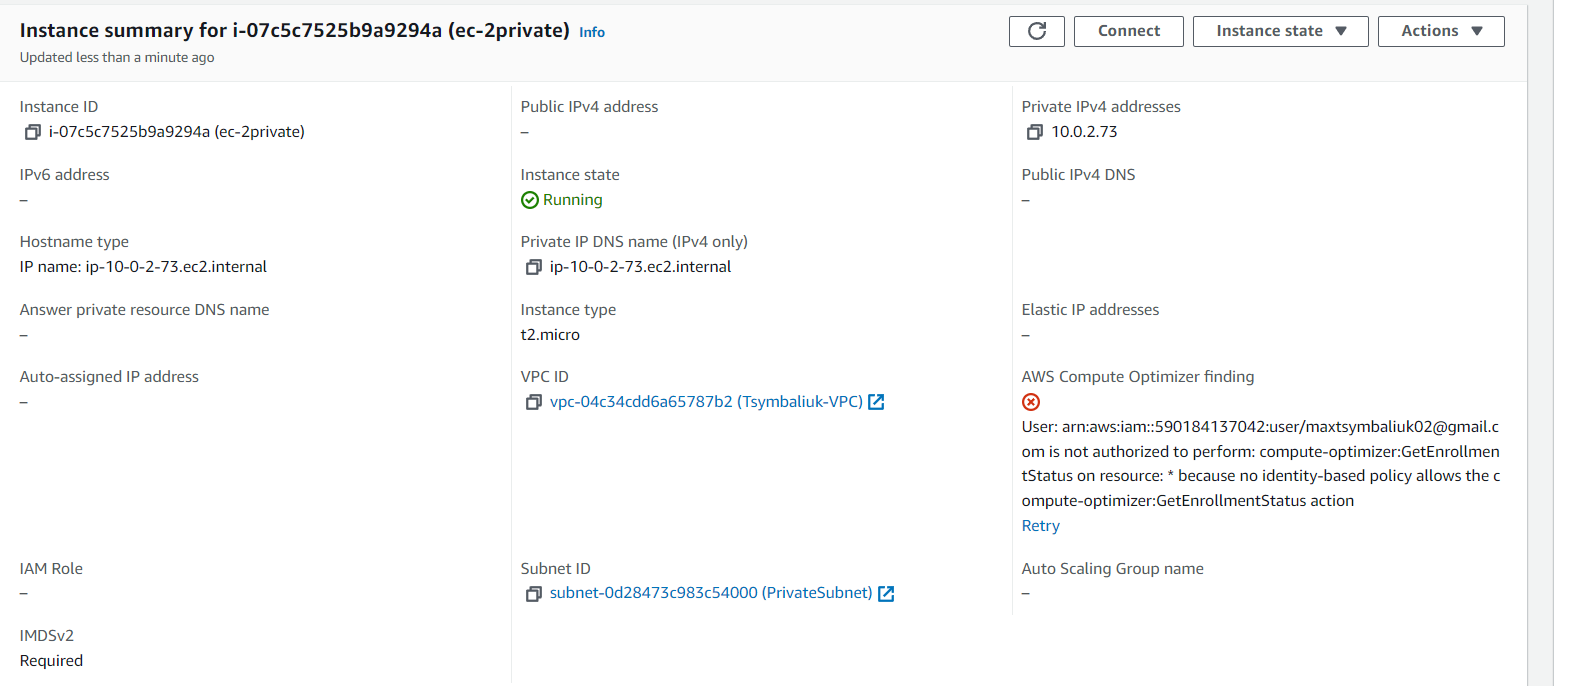 Instance summary for i-07c5c7525b9a9294a (ec-2private) Info
Updated less than a minute ago
Connect
Instance state
Actions
Instance ID
i-07c5c7525b9a9294a (ec-2private)
Public IPv4 address
–
Private IPv4 addresses
10.0.2.73
IPv6 address
–
Instance state
Running
Public IPv4 DNS
–
Hostname type
IP name: ip-10-0-2-73.ec2.internal
Private IP DNS name (IPv4 only)
ip-10-0-2-73.ec2.internal
Answer private resource DNS name
–
Instance type
t2.micro
Elastic IP addresses
–
Auto-assigned IP address
–
VPC ID
vpc-04c34cdd6a65787b2 (Tsymbaliuk-VPC)
AWS Compute Optimizer finding
User: arn:aws:iam::590184137042:user/maxtsymbaliuk02@gmail.c
om is not authorized to perform: compute-optimizer:GetEnrollmen
tStatus on resource: * because no identity-based policy allows the c
ompute-optimizer:GetEnrollmentStatus action
Retry
IAM Role
–
Subnet ID
subnet-0d28473c983c54000 (PrivateSubnet)
Auto Scaling Group name
–
IMDSv2
Required